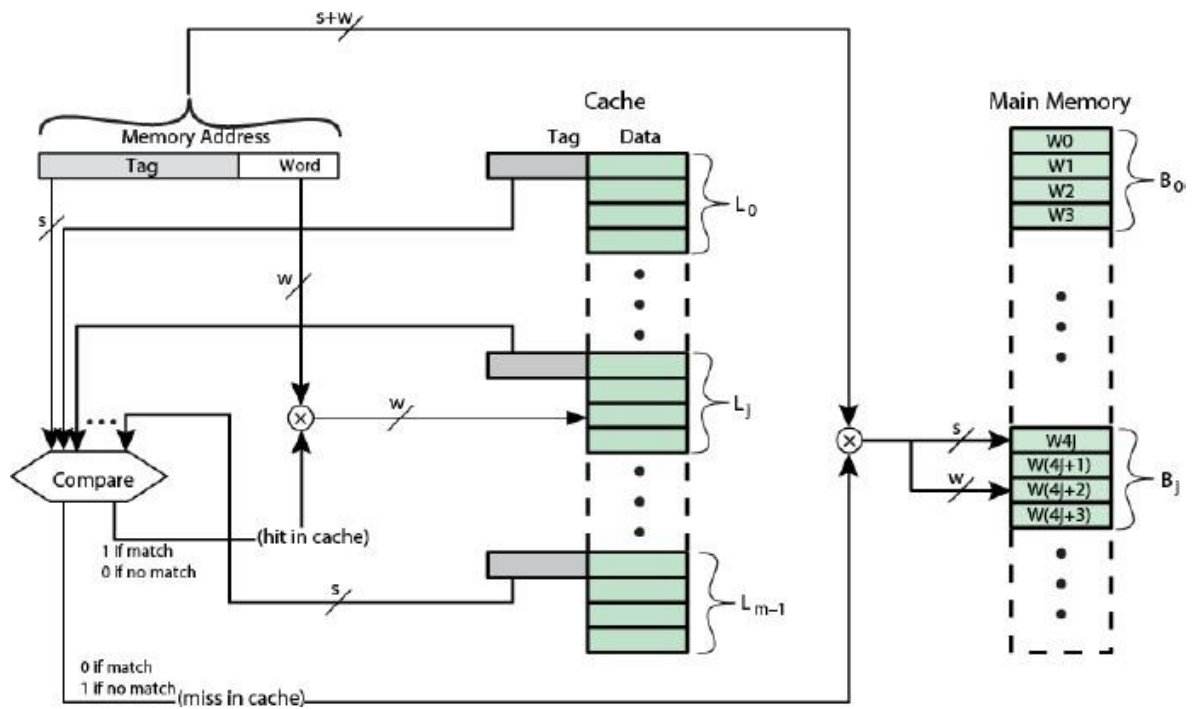 s+w
Cache
Main Memory
Memory Address
Tag Data
Tag Word
W0
W1
W2
W3
B0
L0
s
w
Lj
w
s
W4j
W(4j+1)
W(4j+2)
W(4j+3)
w
Bj
Compare
(hit in cache)
1 if match
0 if no match
s
Lm–1
0 if match
1 if no match
(miss in cache)